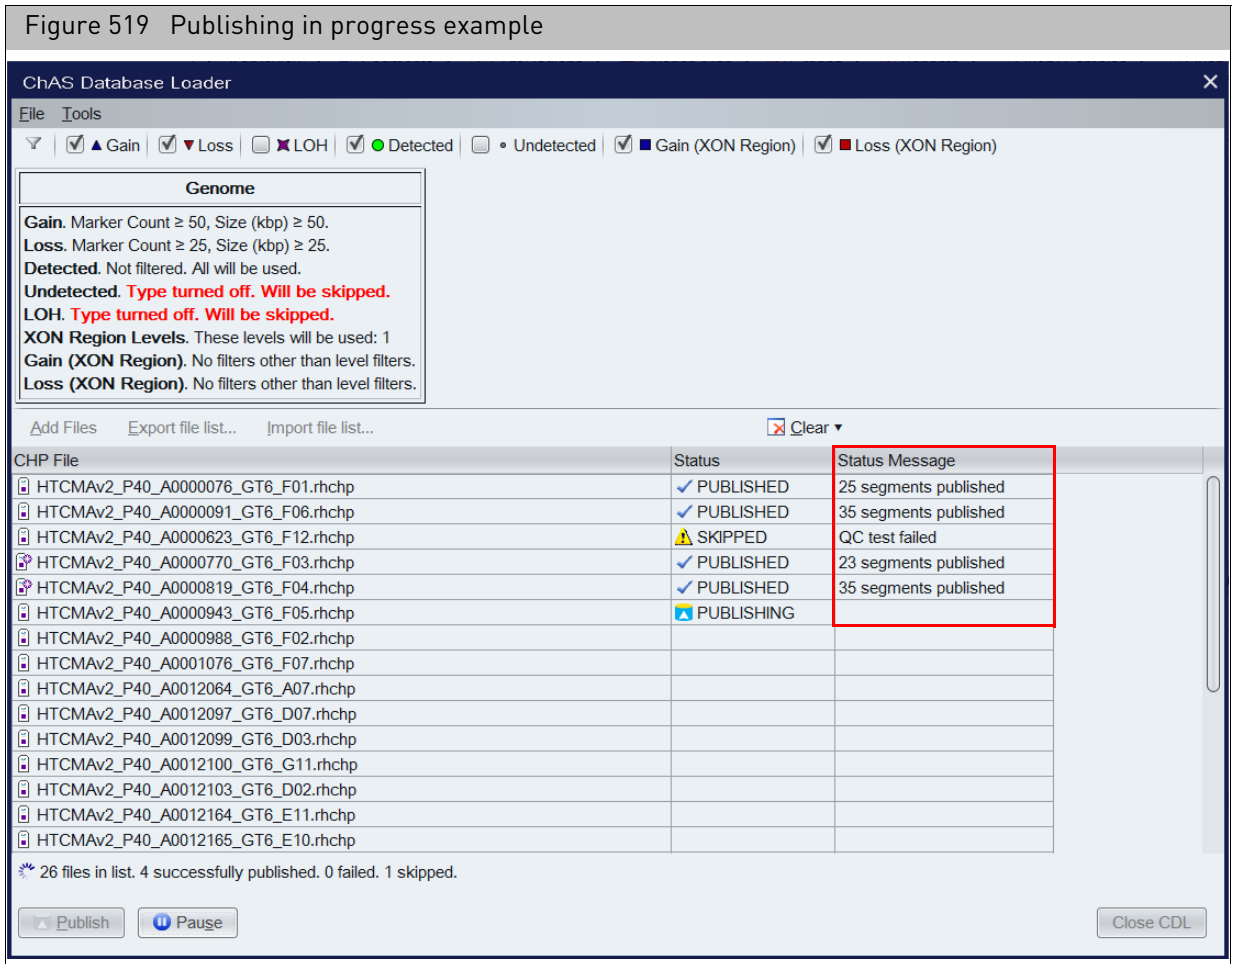 Figure 519 Publishing in progress example
ChAS Database Loader
File Tools
Gain Loss LOH Detected Undetected Gain (XON Region) Loss (XON Region)
Genome
Gain. Marker Count ≥ 50, Size (kbp) ≥ 50.
Loss. Marker Count ≥ 25, Size (kbp) ≥ 25.
Detected. Not filtered. All will be used.
Undetected. Type turned off. Will be skipped.
LOH. Type turned off. Will be skipped.
XON Region Levels. These levels will be used: 1
Gain (XON Region). No filters other than level filters.
Loss (XON Region). No filters other than level filters.
Add Files Export file list... Import file list... Clear
CHP File Status Status Message
HTCMAv2_P40_A0000076_GT6_F01.rhchp PUBLISHED 25 segments published
HTCMAv2_P40_A0000091_GT6_F06.rhchp PUBLISHED 35 segments published
HTCMAv2_P40_A0000623_GT6_F12.rhchp SKIPPED QC test failed
HTCMAv2_P40_A0000770_GT6_F03.rhchp PUBLISHED 23 segments published
HTCMAv2_P40_A0000819_GT6_F04.rhchp PUBLISHED 35 segments published
HTCMAv2_P40_A0000943_GT6_F05.rhchp PUBLISHING
HTCMAv2_P40_A0000988_GT6_F02.rhchp
HTCMAv2_P40_A0001076_GT6_F07.rhchp
HTCMAv2_P40_A0012064_GT6_A07.rhchp
HTCMAv2_P40_A0012097_GT6_D07.rhchp
HTCMAv2_P40_A0012099_GT6_D03.rhchp
HTCMAv2_P40_A0012100_GT6_G11.rhchp
HTCMAv2_P40_A0012103_GT6_D02.rhchp
HTCMAv2_P40_A0012164_GT6_E11.rhchp
HTCMAv2_P40_A0012165_GT6_E10.rhchp
26 files in list. 4 successfully published. 0 failed. 1 skipped.
Publish Pause Close CDL